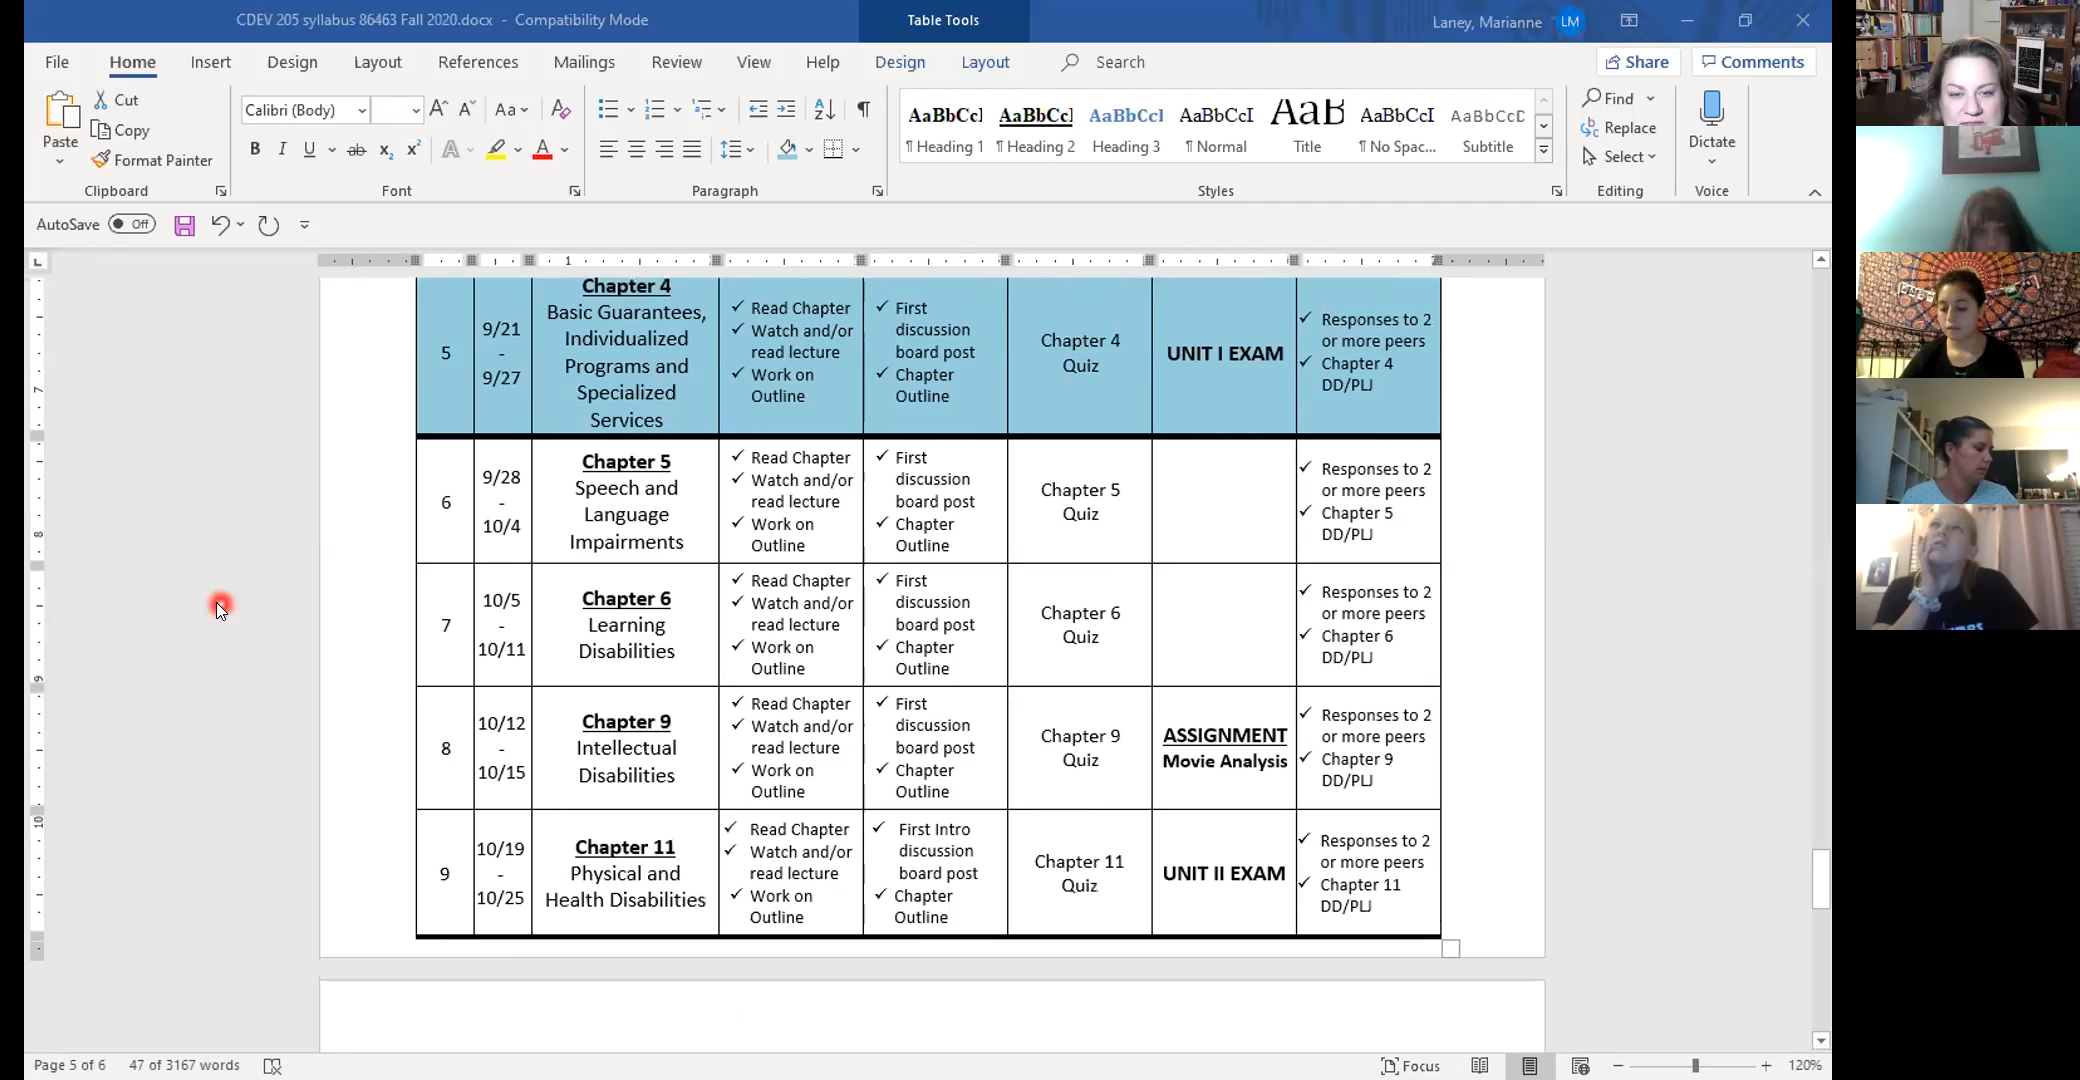 CDEV 205 syllabus 86463 Fall 2020.docx - Compatibility Mode
Table Tools
Laney, Marianne LM
File Home Insert Design Layout References Mailings Review View Help Design Layout Search
Share Comments
Paste
Cut
Copy
Format Painter
Clipboard
Calibri (Body)
Font
Paragraph
AaBbCcI AaBbCcI AaBbCcI AaBbCcI AaB AaBbCcI AaBbCcD
¶ Heading 1 ¶ Heading 2 Heading 3 ¶ Normal Title ¶ No Spac... Subtitle
Styles
Find
Replace
Select
Editing
Dictate
Voice
AutoSave Off
1
5
9/21
-
9/27
Chapter 4
Basic Guarantees,
Individualized
Programs and
Specialized
Services
Read Chapter
Watch and/or
read lecture
Work on
Outline
First
discussion
board post
Chapter
Outline
Chapter 4
Quiz
UNIT I EXAM
Responses to 2
or more peers
Chapter 4
DD/PLJ
6
9/28
-
10/4
Chapter 5
Speech and
Language
Impairments
Read Chapter
Watch and/or
read lecture
Work on
Outline
First
discussion
board post
Chapter
Outline
Chapter 5
Quiz
Responses to 2
or more peers
Chapter 5
DD/PLJ
7
10/5
-
10/11
Chapter 6
Learning
Disabilities
Read Chapter
Watch and/or
read lecture
Work on
Outline
First
discussion
board post
Chapter
Outline
Chapter 6
Quiz
Responses to 2
or more peers
Chapter 6
DD/PLJ
8
10/12
-
10/15
Chapter 9
Intellectual
Disabilities
Read Chapter
Watch and/or
read lecture
Work on
Outline
First
discussion
board post
Chapter
Outline
Chapter 9
Quiz
ASSIGNMENT
Movie Analysis
Responses to 2
or more peers
Chapter 9
DD/PLJ
9
10/19
-
10/25
Chapter 11
Physical and
Health Disabilities
Read Chapter
Watch and/or
read lecture
Work on
Outline
First Intro
discussion
board post
Chapter
Outline
Chapter 11
Quiz
UNIT II EXAM
Responses to 2
or more peers
Chapter 11
DD/PLJ
7
8
9
10
Page 5 of 6 47 of 3167 words
Focus
120%